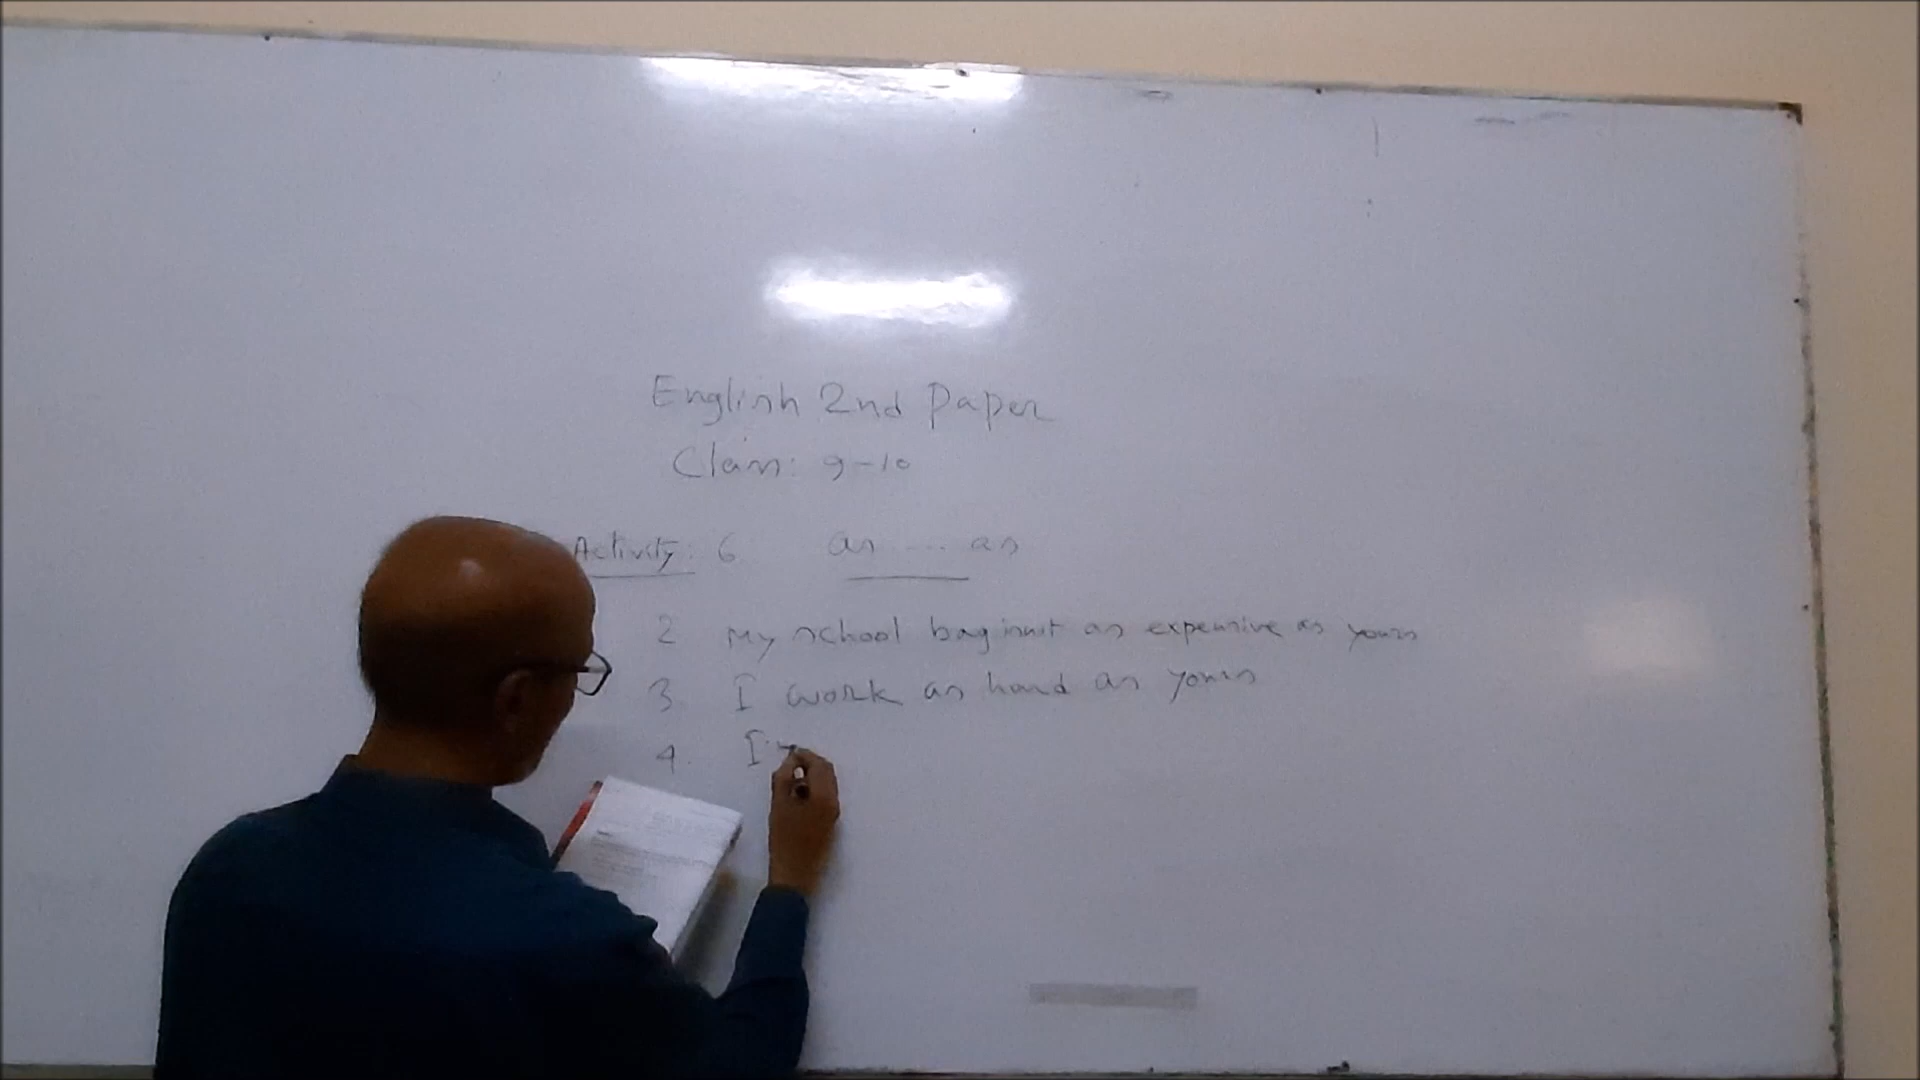 English 2nd Paper
Class: 9-10
Activity: 6 as .... as
2 My school bag isn't as expensive as yours
3 I work as hard as yours
4. I